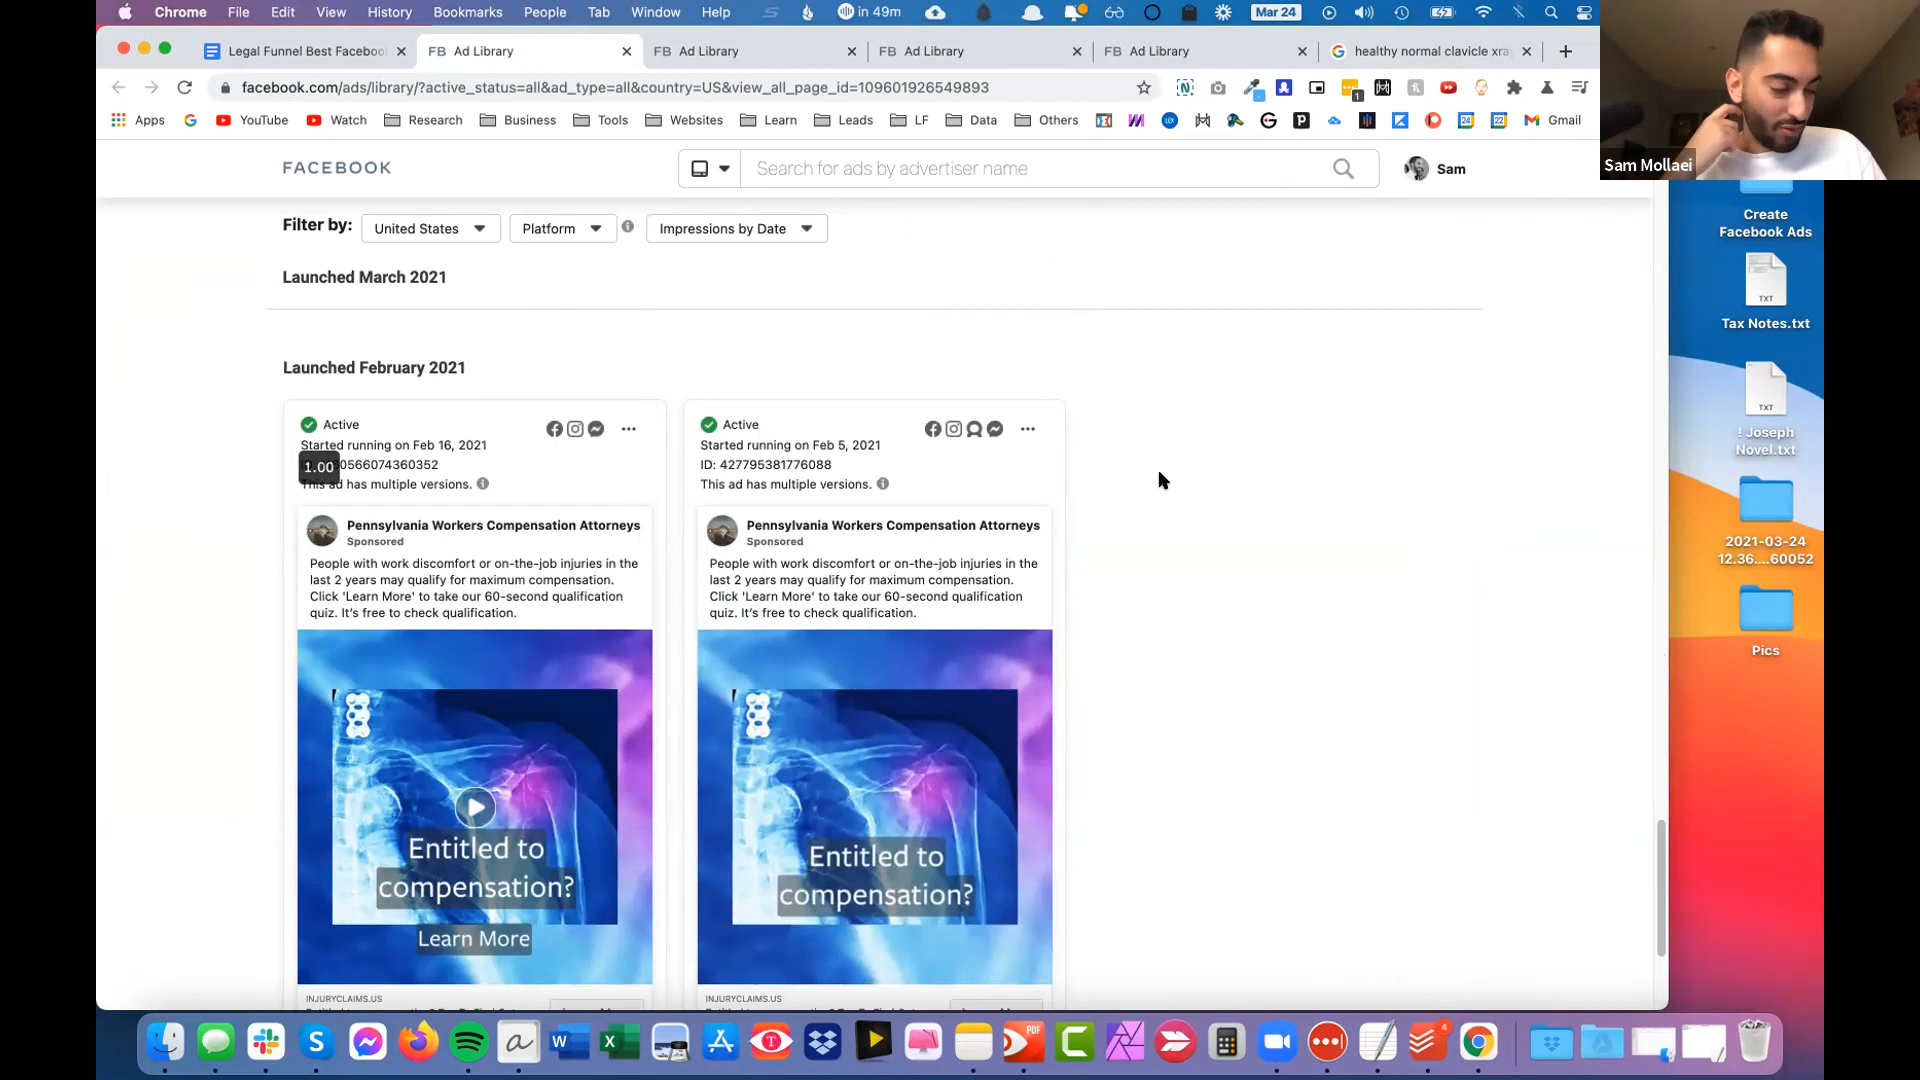 Chrome File Edit View History Bookmarks People Tab Window Help in 49m Mar 24
Legal Funnel Best Faceboo
FB Ad Library
FB Ad Library
FB Ad Library
FB Ad Library
healthy normal clavicle xra
facebook.com/ads/library/?active_status=all&ad_type=all&country=US&view_all_page_id=109601926549893
Apps YouTube Watch Research Business Tools Websites Learn Leads LF Data Others Gmail
Sam Mollaei
FACEBOOK
Search for ads by advertiser name
Sam
Filter by:
United States
Platform
Impressions by Date
Launched March 2021
Launched February 2021
Active
Started running on Feb 16, 2021
0566074360352
1.00
This ad has multiple versions.
Pennsylvania Workers Compensation Attorneys
Sponsored
People with work discomfort or on-the-job injuries in the
last 2 years may qualify for maximum compensation.
Click 'Learn More' to take our 60-second qualification
quiz. It's free to check qualification.
Entitled to
compensation?
Learn More
INJURYCLAIMS.US
Active
Started running on Feb 5, 2021
ID: 427795381776088
This ad has multiple versions.
Pennsylvania Workers Compensation Attorneys
Sponsored
People with work discomfort or on-the-job injuries in the
last 2 years may qualify for maximum compensation.
Click 'Learn More' to take our 60-second qualification
quiz. It's free to check qualification.
Entitled to
compensation?
INJURYCLAIMS.US
Create
Facebook Ads
TXT
Tax Notes.txt
TXT
! Joseph
Novel.txt
2021-03-24
12.36....60052
Pics
PDF
4